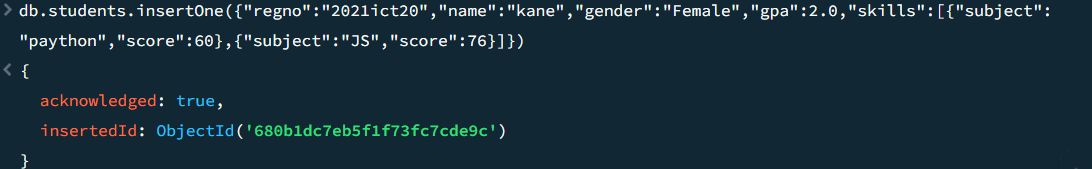 db.students.insertOne({"regno":"2021ict20","name":"kane","gender":"Female","gpa":2.0,"skills":[{"subject":
"paython","score":60},{"subject":"JS","score":76}]})
{
acknowledged: true,
insertedId: ObjectId('680b1dc7eb5f1f73fc7cde9c')
}